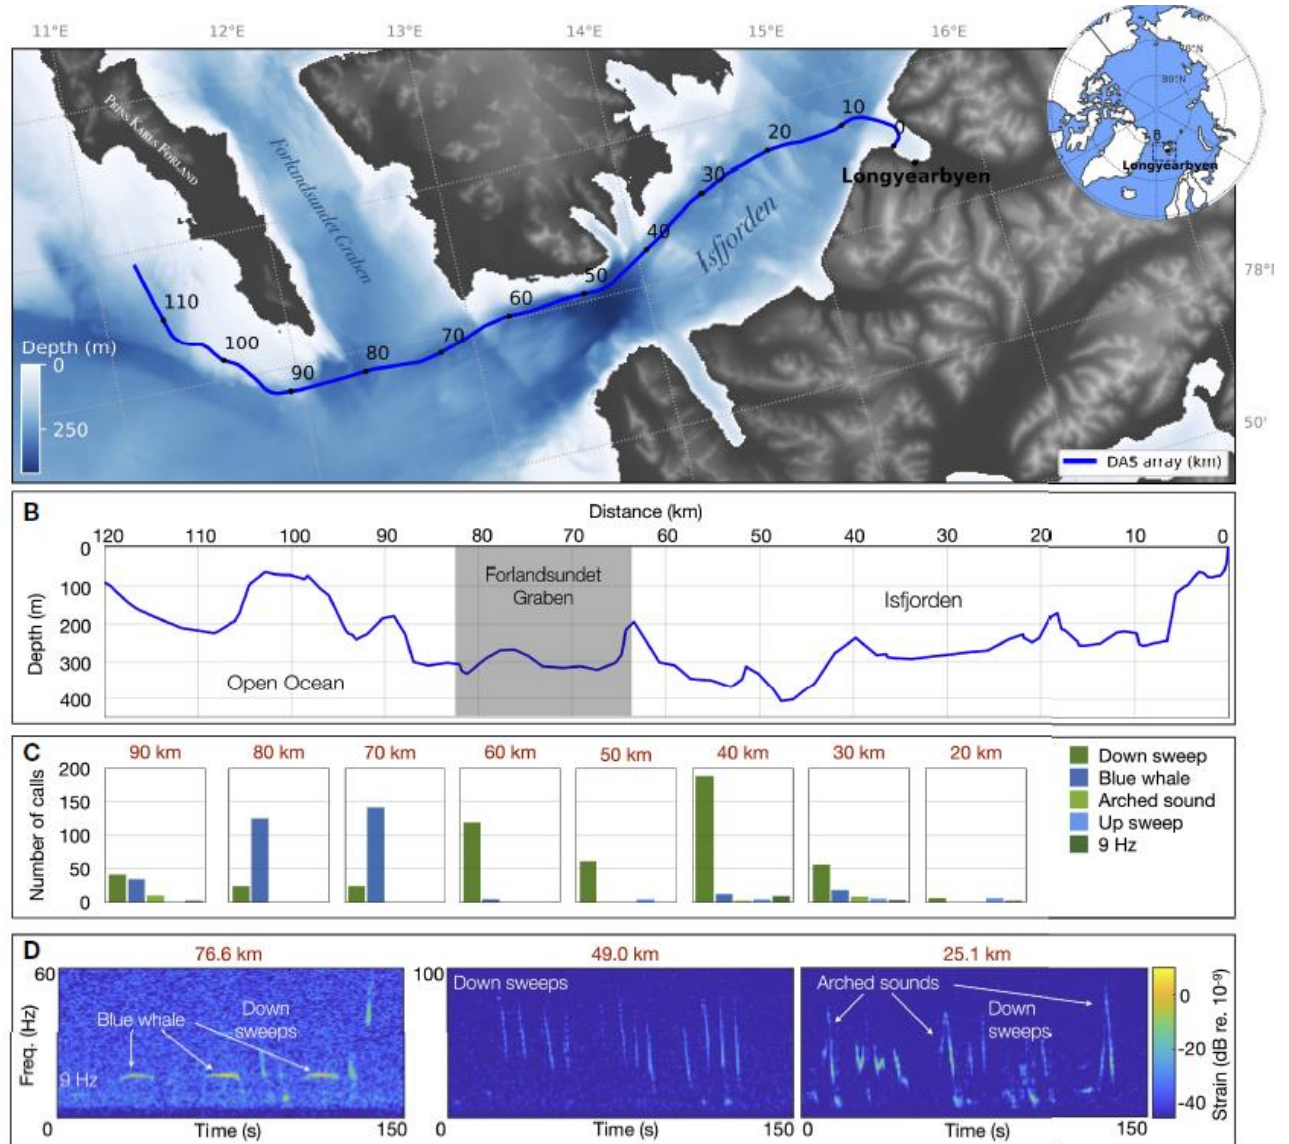 11°E 12°E 13°E 14°E 15°E 16°E
PRINS KARLS FORLAND
Forlandsundet Graben
Isfjorden
Longyearbyen
0
10
20
30
40
50
60
70
80
90
100
110
80°N
Longyearbyen
B
78°
50'
Depth (m)
0
250
DAS array (km)
B
Distance (km)
120 110 100 90 80 70 60 50 40 30 20 10 0
Depth (m)
0
100
200
300
400
Forlandsundet
Graben
Isfjorden
Open Ocean
C
90 km 80 km 70 km 60 km 50 km 40 km 30 km 20 km
Number of calls
200
150
100
50
0
Down sweep
Blue whale
Arched sound
Up sweep
9 Hz
D
76.6 km 49.0 km 25.1 km
Freq. (Hz)
60
Blue whale
Down
sweeps
9 Hz
0 Time (s) 150
100
Down sweeps
0 Time (s) 150
Arched sounds
Down
sweeps
0 Time (s) 150
0
-20
-40
Strain (dB re. 10⁻⁹)